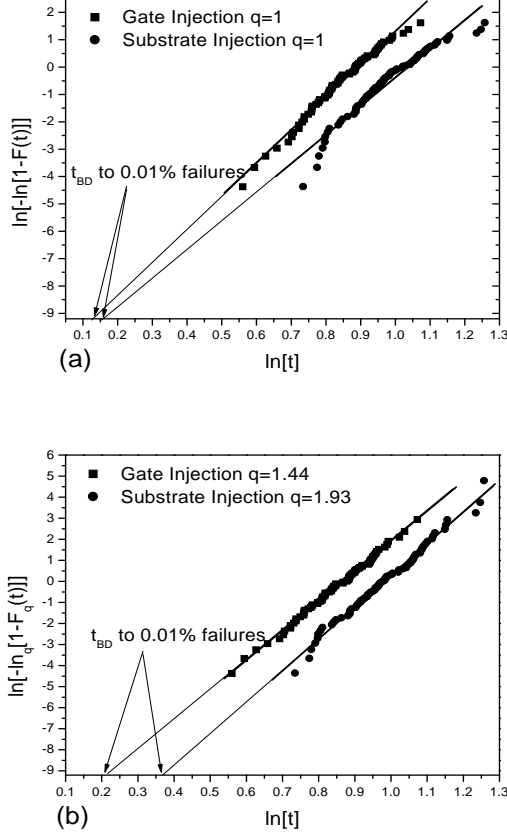 Gate Injection q=1
Substrate Injection q=1
2
1
0
-1
-2
-3
-4
-5
-6
-7
-8
-9
ln[-ln[1-F(t)]]
t_BD to 0.01% failures
0.1 0.2 0.3 0.4 0.5 0.6 0.7 0.8 0.9 1.0 1.1 1.2 1.3
(a)
ln[t]
Gate Injection q=1.44
Substrate Injection q=1.93
6
5
4
3
2
1
0
-1
-2
-3
-4
-5
-6
-7
-8
-9
ln[-ln_q[1-F_q(t)]]
t_BD to 0.01% failures
0.1 0.2 0.3 0.4 0.5 0.6 0.7 0.8 0.9 1.0 1.1 1.2 1.3
(b)
ln[t]